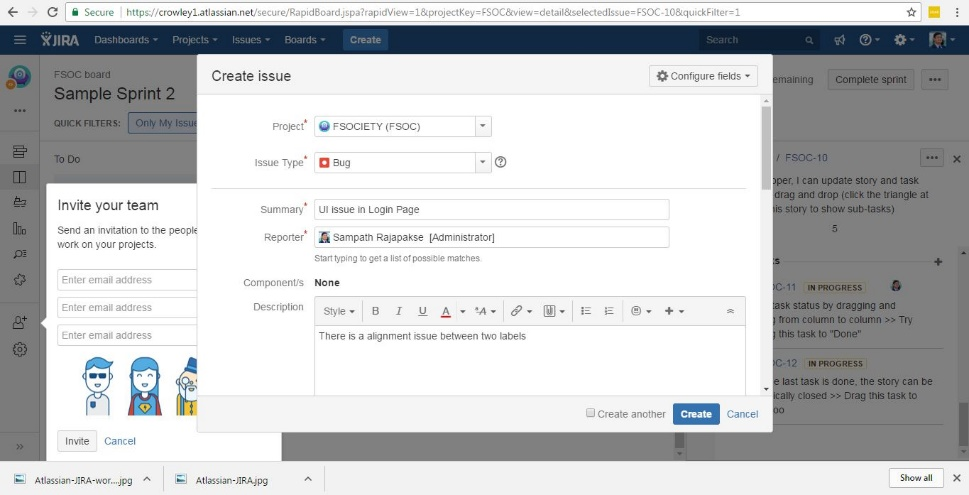 Secure https://crowley1.atlassian.net/secure/RapidBoard.jspa?rapidView=1&projectKey=FSOC&view=detail&selectedIssue=FSOC-10&quickFilter=1
JIRA Dashboards Projects Issues Boards Create Search
FSOC board
Sample Sprint 2
QUICK FILTERS: Only My Issue
emaining Complete sprint
To Do
Invite your team
Send an invitation to the people
work on your projects.
Enter email address
Enter email address
Enter email address
Invite Cancel
Create issue
Configure fields
Project* FSOCIETY (FSOC)
Issue Type* Bug
Summary* UI issue in Login Page
Reporter* Sampath Rajapakse [Administrator]
Start typing to get a list of possible matches.
Component/s None
Description
Style B I U A
There is a alignment issue between two labels
Create another Create Cancel
/ FSOC-10
oper, I can update story and task
drag and drop (click the triangle at
is story to show sub-tasks)
5
OC-11 IN PROGRESS
ask status by dragging and
from column to column >> Try
this task to "Done"
OC-12 IN PROGRESS
e last task is done, the story can be
ically closed >> Drag this task to
oo
Atlassian-JIRA-wor....jpg
Atlassian-JIRA.jpg
Show all